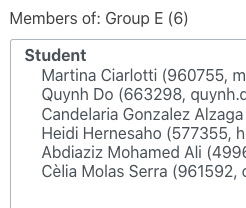 Members of: Group E (6)
Student
Martina Ciarlotti (960755, m
Quynh Do (663298, quynh.d
Candelaria Gonzalez Alzaga
Heidi Hernesaho (577355, h
Abdiaziz Mohamed Ali (4996
Cèlia Molas Serra (961592, c